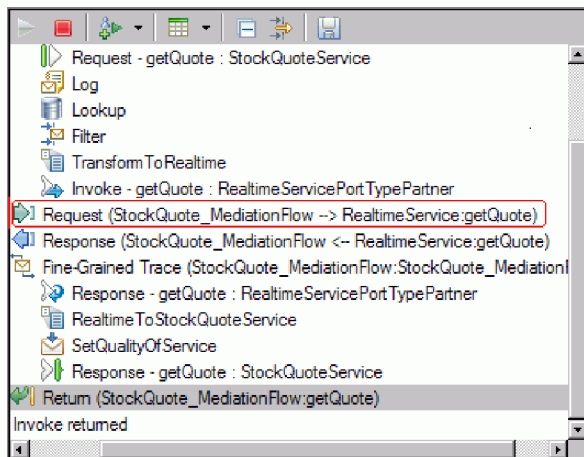 Request - getQuote : StockQuoteService
Log
Lookup
Filter
TransformToRealtime
Invoke - getQuote : RealtimeServicePortTypePartner
Request (StockQuote_MediationFlow --> RealtimeService:getQuote)
Response (StockQuote_MediationFlow <-- RealtimeService:getQuote)
Fine-Grained Trace (StockQuote_MediationFlow:StockQuote_Mediation
Response - getQuote : RealtimeServicePortTypePartner
RealtimeToStockQuoteService
SetQualityOfService
Response - getQuote : StockQuoteService
Return (StockQuote_MediationFlow:getQuote)
Invoke returned